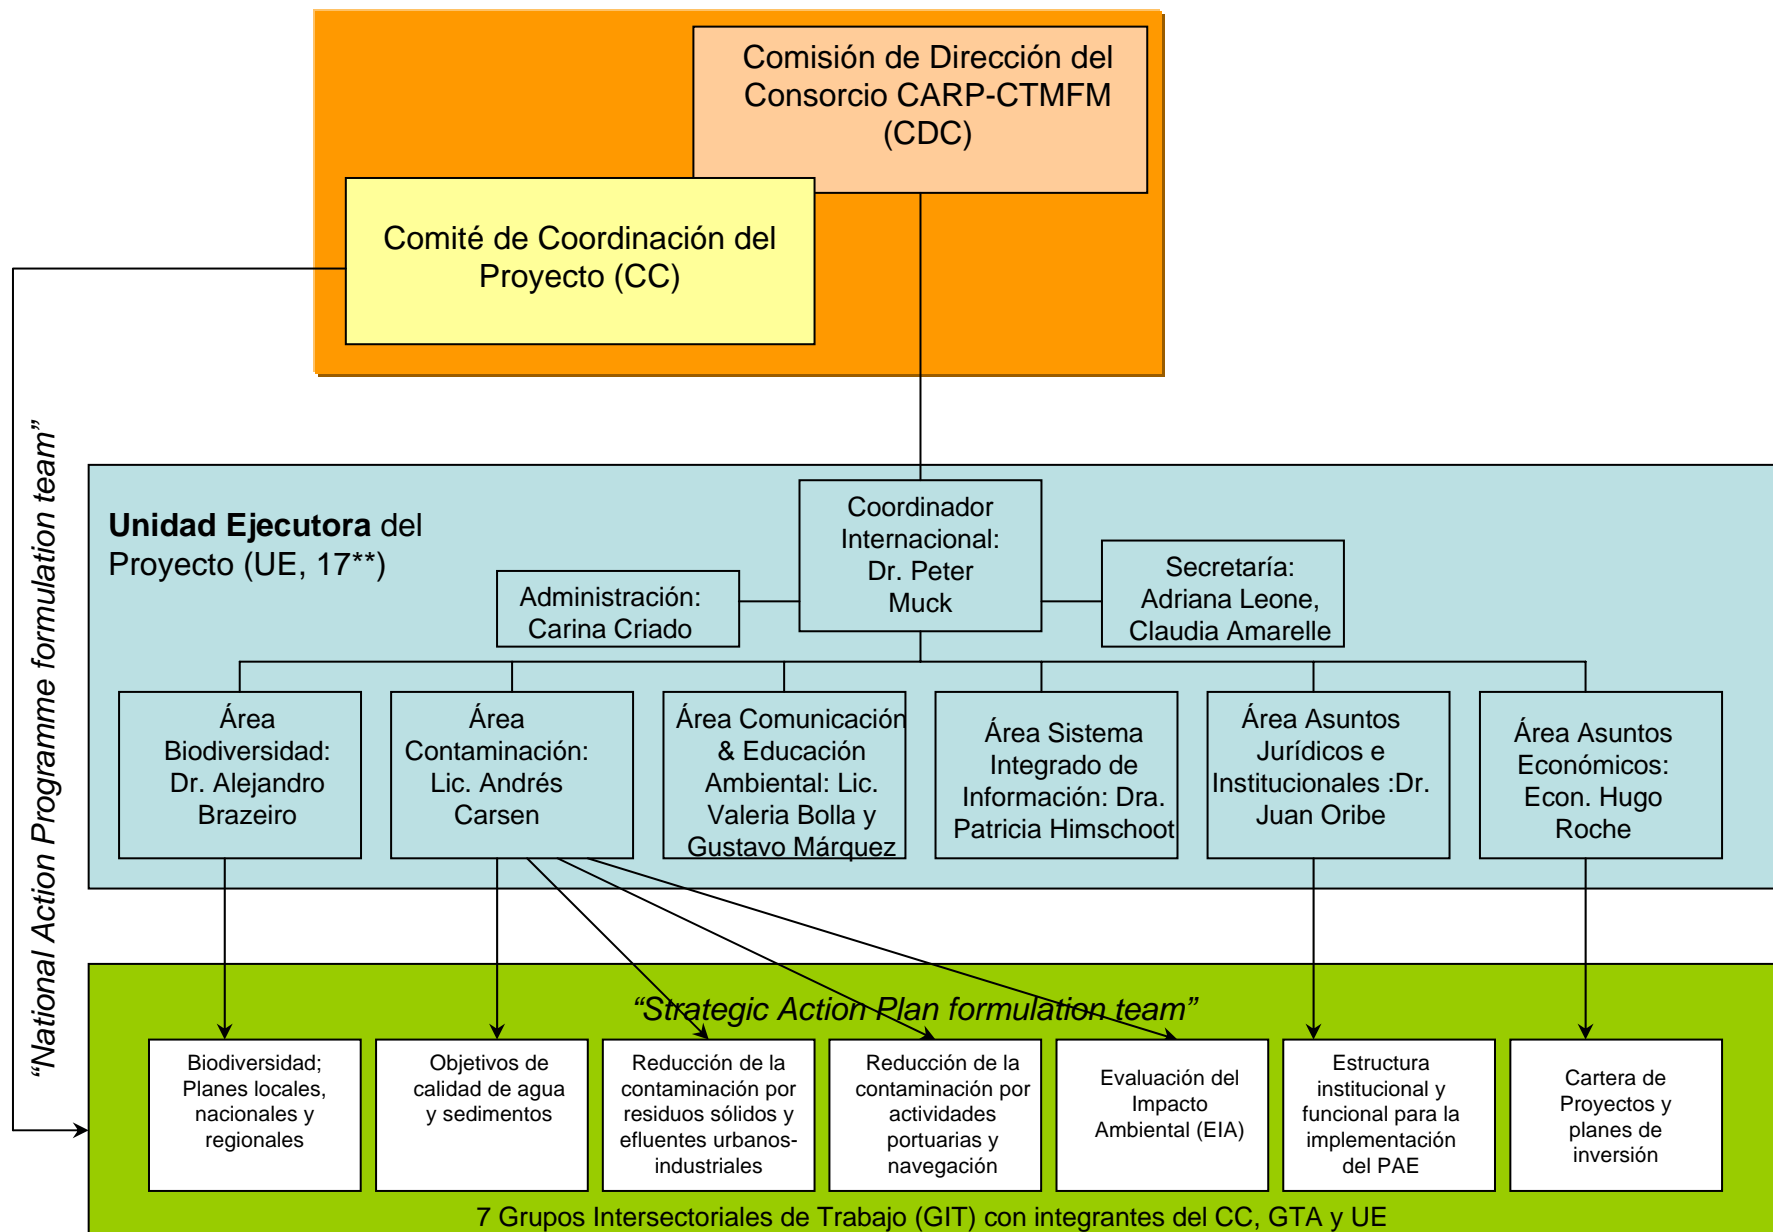 Comisión de Dirección del
Consorcio CARP-CTMFM
(CDC)
Comité de Coordinación del
Proyecto (CC)
“National Action Programme formulation team”
Unidad Ejecutora del
Proyecto (UE, 17**)
Coordinador
Internacional:
Dr. Peter
Muck
Administración:
Carina Criado
Secretaría:
Adriana Leone,
Claudia Amarelle
Área
Biodiversidad:
Dr. Alejandro
Brazeiro
Área
Contaminación:
Lic. Andrés
Carsen
Área Comunicación
& Educación
Ambiental: Lic.
Valeria Bolla y
Gustavo Márquez
Área Sistema
Integrado de
Información: Dra.
Patricia Himschoot
Área Asuntos
Jurídicos e
Institucionales :Dr.
Juan Oribe
Área Asuntos
Económicos:
Econ. Hugo
Roche
“Strategic Action Plan formulation team”
Biodiversidad;
Planes locales,
nacionales y
regionales
Objetivos de
calidad de agua
y sedimentos
Reducción de la
contaminación por
residuos sólidos y
efluentes urbanos-
industriales
Reducción de la
contaminación por
actividades
portuarias y
navegación
Evaluación del
Impacto
Ambiental (EIA)
Estructura
institucional y
funcional para la
implementación
del PAE
Cartera de
Proyectos y
planes de
inversión
7 Grupos Intersectoriales de Trabajo (GIT) con integrantes del CC, GTA y UE